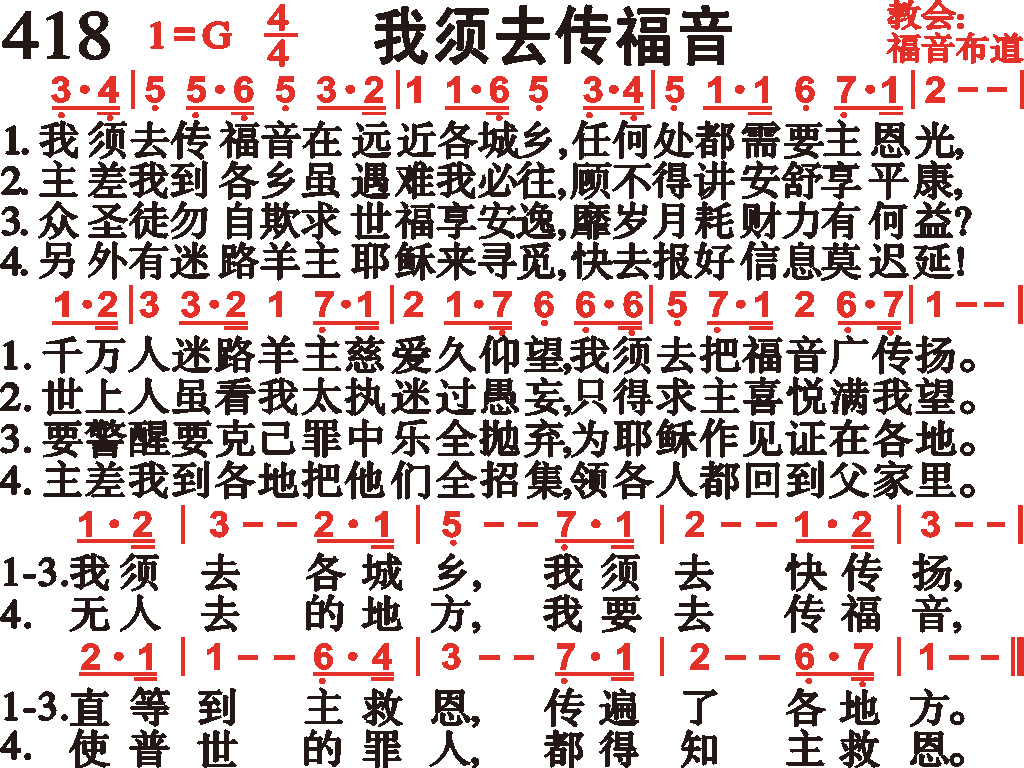 418 1=G 4/4 我须去传福音 教会:
福音布道
3·4|5 5·6 5 3·2|1 1·6 5 3·4|5 1·1 6 7·1|2 - -|
1. 我须去传福音在远近各城乡,任何处都需要主恩光,
2. 主差我到各乡虽遇难我必往,顾不得讲安舒享平康,
3. 众圣徒勿自欺求世福享安逸,靡岁月耗财力有何益?
4. 另外有迷路羊主耶稣来寻觅,快去报好信息莫迟延!
1·2|3 3·2 1 7·1|2 1·7 6 6·6|5 7·1 2 6·7|1 - -|
1. 千万人迷路羊主慈爱久仰望,我须去把福音广传扬。
2. 世上人虽看我太执迷过愚妄,只得求主喜悦满我望。
3. 要警醒要克己罪中乐全抛弃,为耶稣作见证在各地。
4. 主差我到各地把他们全招集,领各人都回到父家里。
1·2|3 - - 2·1|5 - - 7·1|2 - - 1·2|3 - -|
1-3.我须去各城乡,我须去快传扬,
4. 无人去的地方,我要去传福音,
2·1|1 - - 6·4|3 - - 7·1|2 - - 6·7|1 - -‖
1-3.直等到主救恩,传遍了各地方。
4. 使普世的罪人,都得知主救恩。